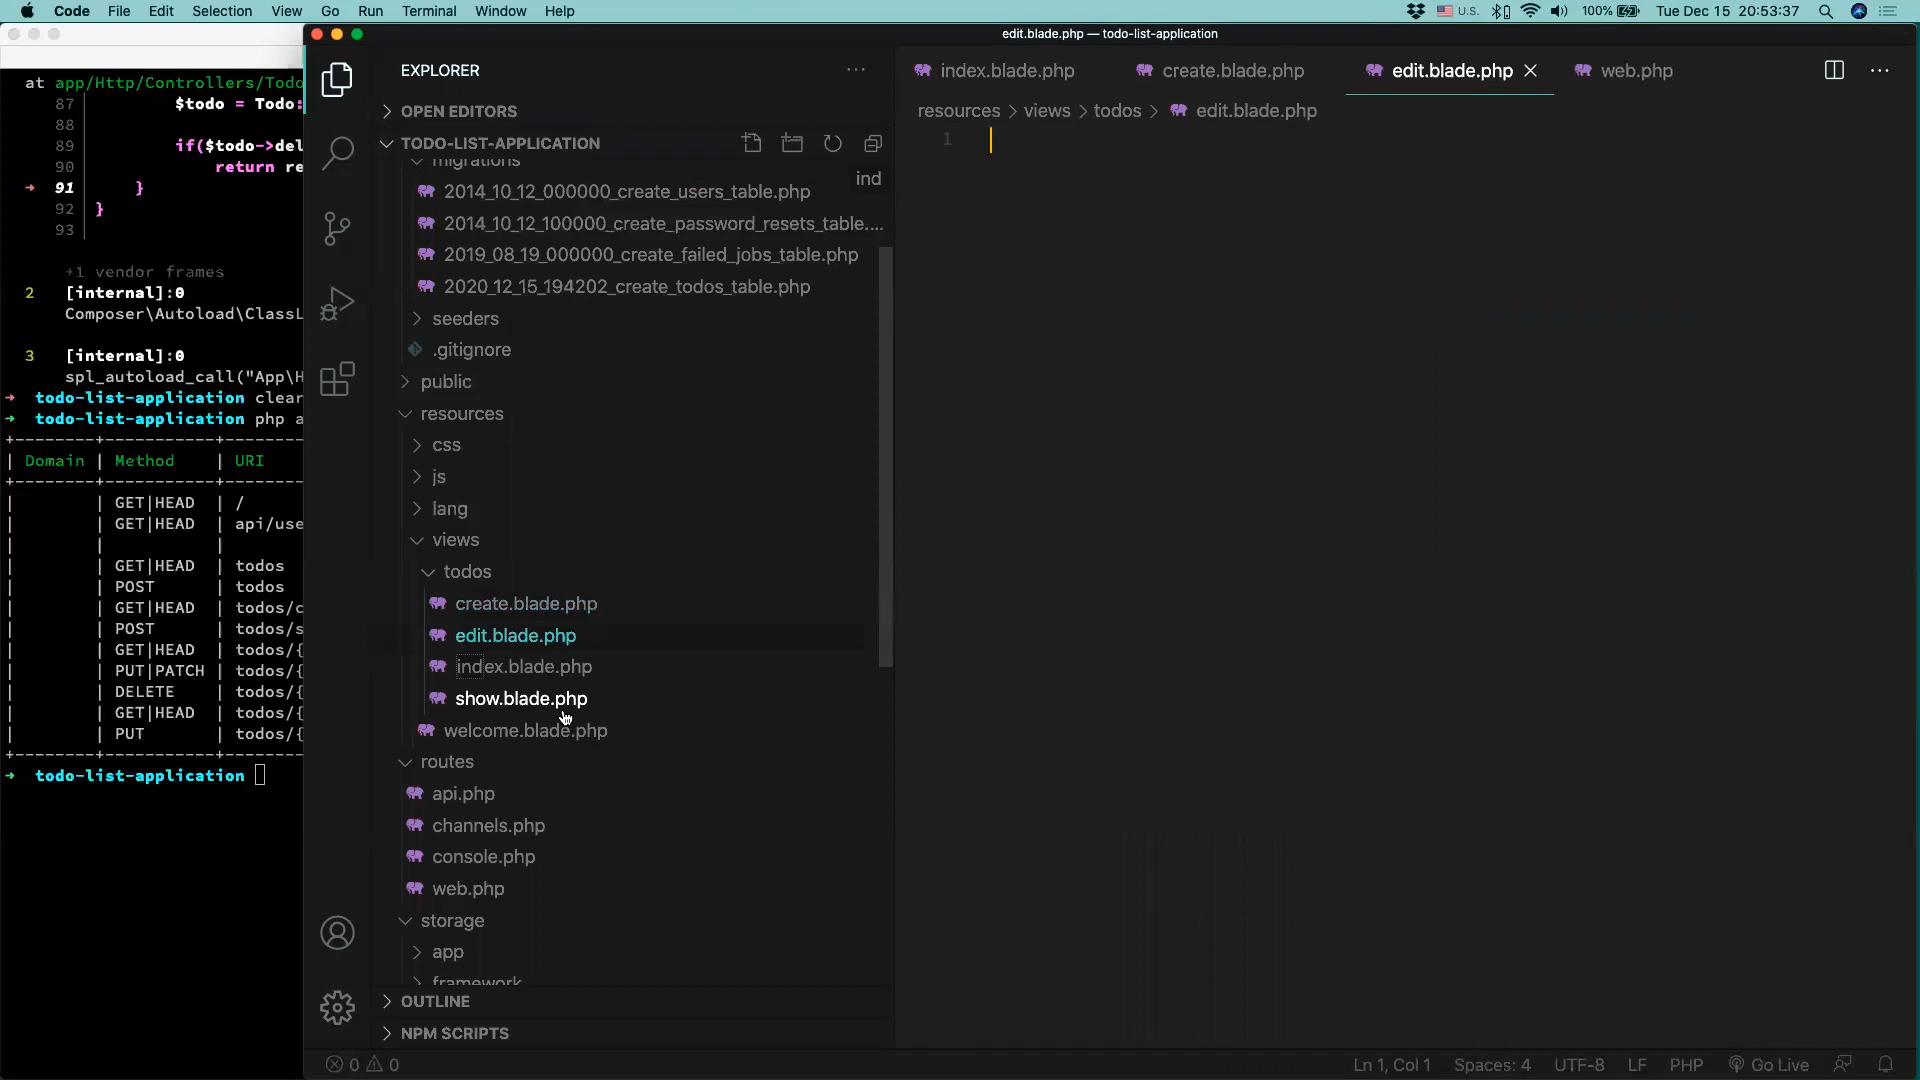 Code File Edit Selection View Go Run Terminal Window Help U.S. 100% Tue Dec 15 20:53:37
edit.blade.php — todo-list-application
at app/Http/Controllers/Todo
87 $todo = Todo:
88
89 if($todo->del
90 return re
→ 91 }
92 }
93
+1 vendor frames
2 [internal]:0
Composer\Autoload\ClassL
3 [internal]:0
spl_autoload_call("App\H
→ todo-list-application clear
→ todo-list-application php a
| Domain | Method | URI
| | GET|HEAD | /
| | GET|HEAD | api/use
| | |
| | GET|HEAD | todos
| | POST | todos
| | GET|HEAD | todos/c
| | POST | todos/s
| | GET|HEAD | todos/{
| | PUT|PATCH | todos/{
| | DELETE | todos/{
| | GET|HEAD | todos/{
| | PUT | todos/{
→ todo-list-application
EXPLORER ...
OPEN EDITORS
TODO-LIST-APPLICATION
migrations
ind
2014_10_12_000000_create_users_table.php
2014_10_12_100000_create_password_resets_table....
2019_08_19_000000_create_failed_jobs_table.php
2020_12_15_194202_create_todos_table.php
seeders
.gitignore
public
resources
css
js
lang
views
todos
create.blade.php
edit.blade.php
index.blade.php
show.blade.php
welcome.blade.php
routes
api.php
channels.php
console.php
web.php
storage
app
framework
OUTLINE
NPM SCRIPTS
index.blade.php create.blade.php edit.blade.php web.php ...
resources > views > todos > edit.blade.php
1
0 0
Ln 1, Col 1 Spaces: 4 UTF-8 LF PHP Go Live